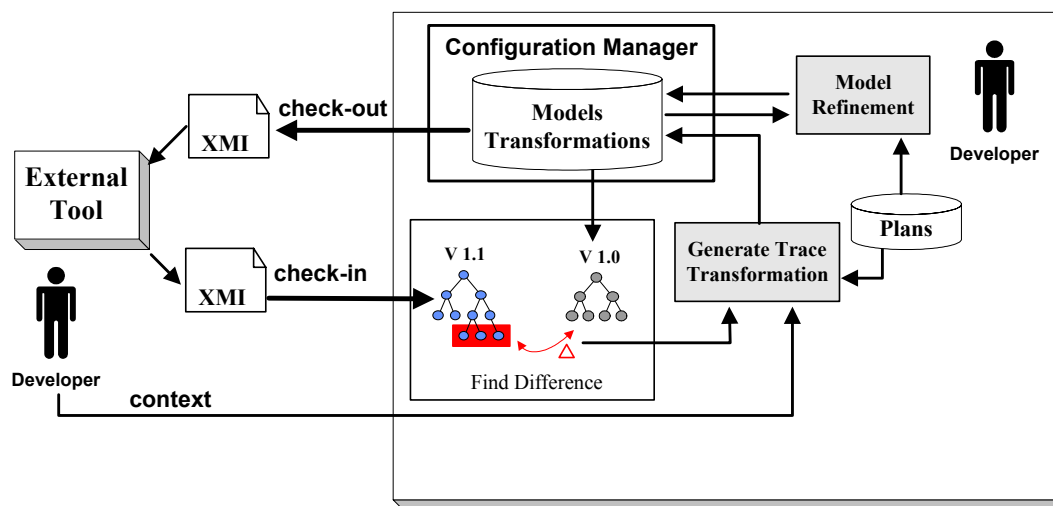 Configuration Manager
Models
Transformations
Model
Refinement
Developer
check-out
XMI
External
Tool
Plans
Generate Trace
Transformation
V 1.1
V 1.0
check-in
XMI
Find Difference
Developer
context